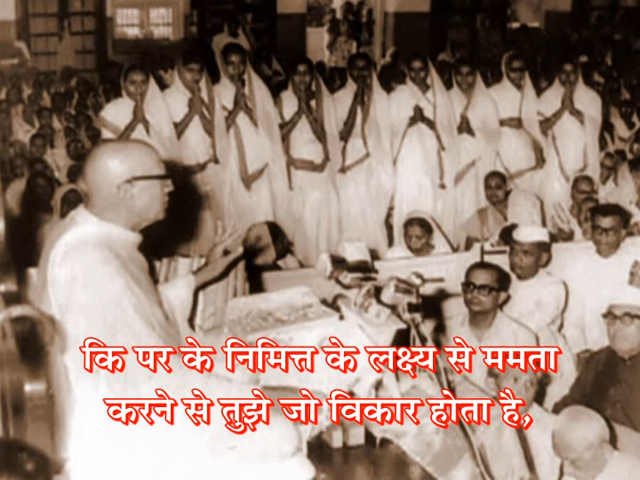 कि पर के निमित्त के लक्ष्य से ममता
करने से तुझे जो विकार होता है,